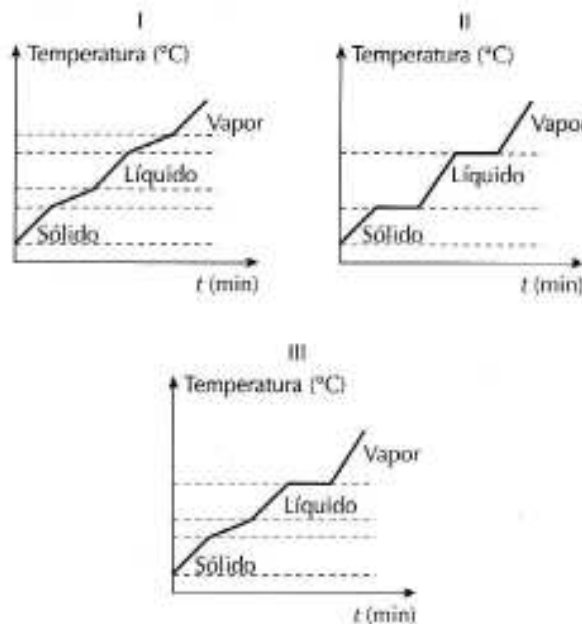 I
Temperatura (°C)
Vapor
Líquido
Sólido
t (min)
II
Temperatura (°C)
Vapor
Líquido
Sólido
t (min)
III
Temperatura (°C)
Vapor
Líquido
Sólido
t (min)